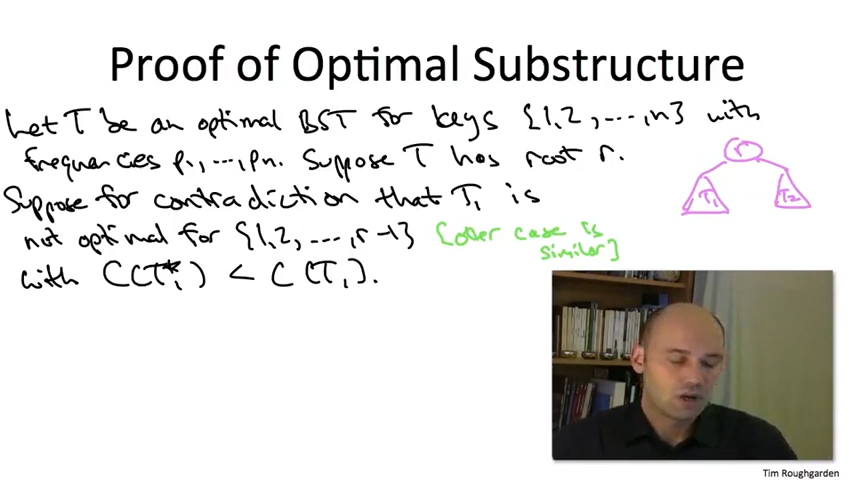 Proof of Optimal Substructure
Let T be an optimal BST for keys {1,2,...,n} with
frequencies p1,...,pn. Suppose T has root r.
r
T1 T2
Suppose for contradiction that T1 is
not optimal for {1,2,...,r-1} [other case is
similar]
with C(T1*) < C(T1).
Tim Roughgarden